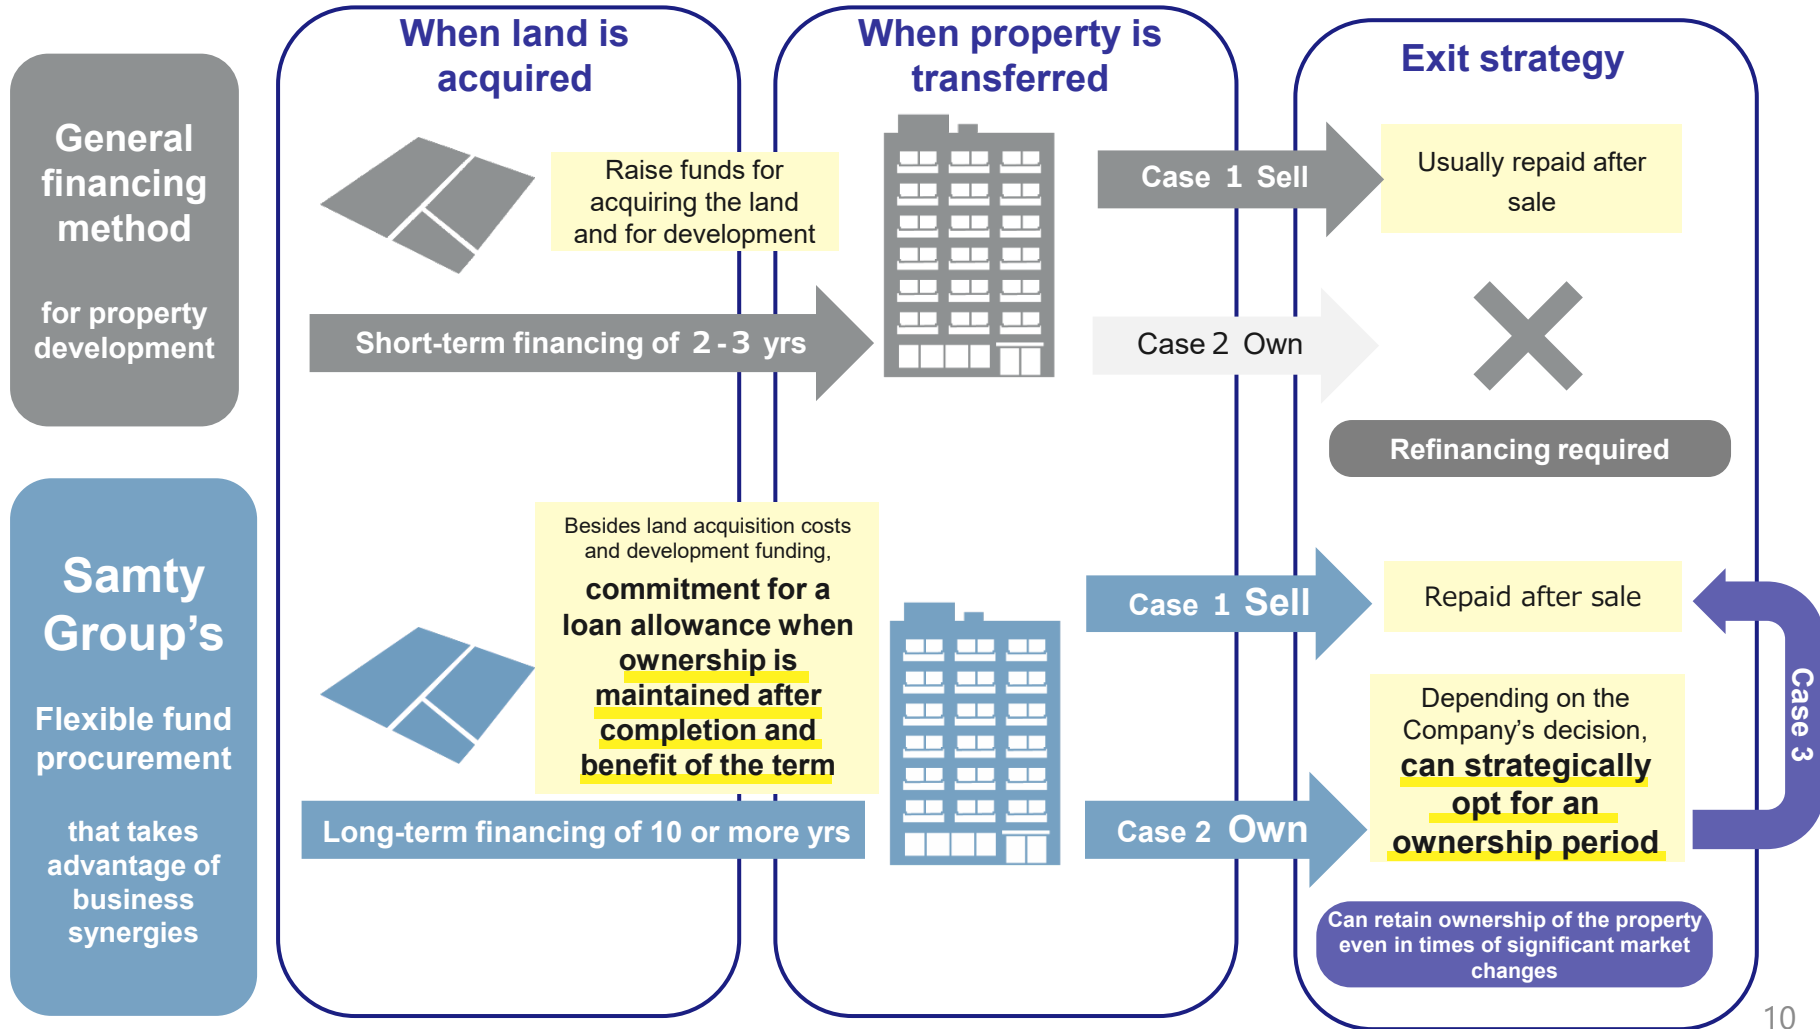 When land is
acquired
When property is
transferred
Exit strategy
General
financing
method
for property
development
Raise funds for
acquiring the land
and for development
Short-term financing of 2-3 yrs
Case 1 Sell
Usually repaid after
sale
Case 2 Own
Refinancing required
Samty
Group’s
Flexible fund
procurement
that takes
advantage of
business
synergies
Besides land acquisition costs
and development funding,
commitment for a
loan allowance when
ownership is
maintained after
completion and
benefit of the term
Long-term financing of 10 or more yrs
Case 1 Sell
Repaid after sale
Case 2 Own
Depending on the
Company’s decision,
can strategically
opt for an
ownership period
Case 3
Can retain ownership of the property
even in times of significant market
changes
10